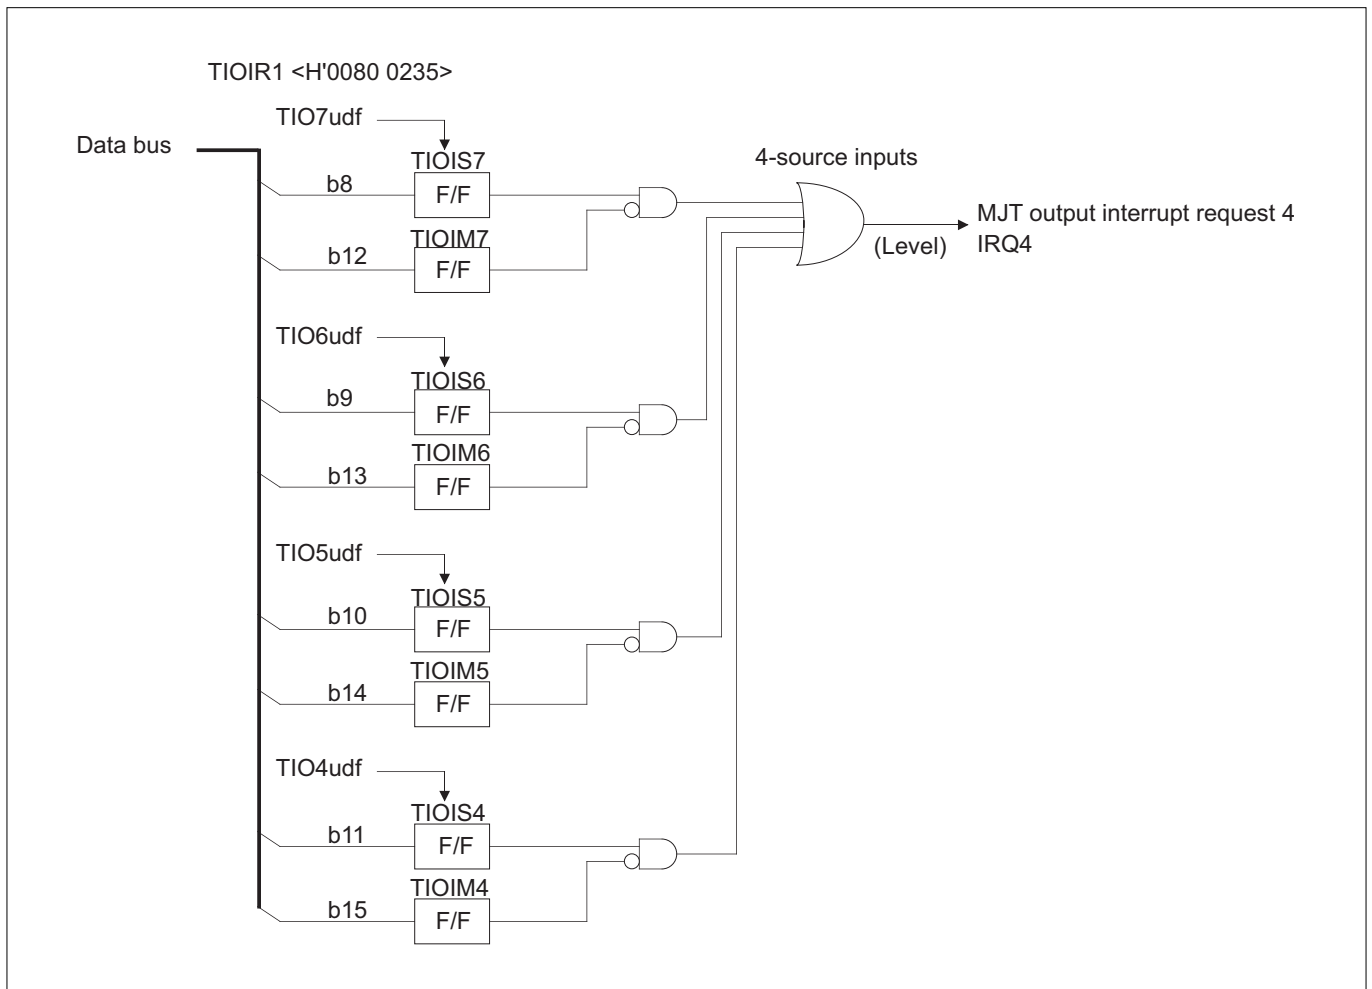 TIOIR1 <H'0080 0235>
TIO7udf
Data bus
TIOIS7
4-source inputs
b8
F/F
MJT output interrupt request 4
IRQ4
(Level)
TIOIM7
b12
F/F
TIO6udf
TIOIS6
b9
F/F
TIOIM6
b13
F/F
TIO5udf
TIOIS5
b10
F/F
TIOIM5
b14
F/F
TIO4udf
TIOIS4
b11
F/F
TIOIM4
b15
F/F